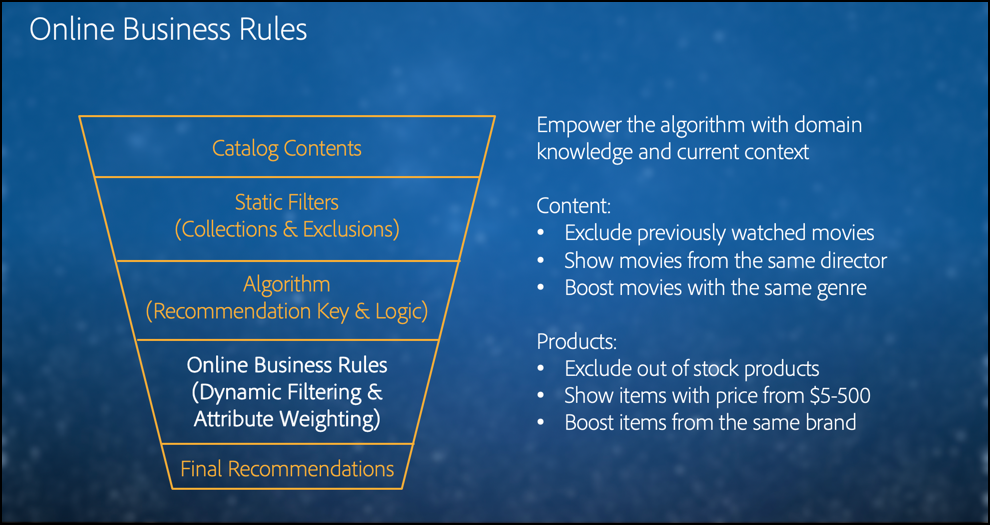 Online Business Rules
Catalog Contents
Static Filters
(Collections & Exclusions)
Algorithm
(Recommendation Key & Logic)
Online Business Rules
(Dynamic Filtering &
Attribute Weighting)
Final Recommendations
Empower the algorithm with domain
knowledge and current context
Content:
• Exclude previously watched movies
• Show movies from the same director
• Boost movies with the same genre
Products:
• Exclude out of stock products
• Show items with price from $5-500
• Boost items from the same brand